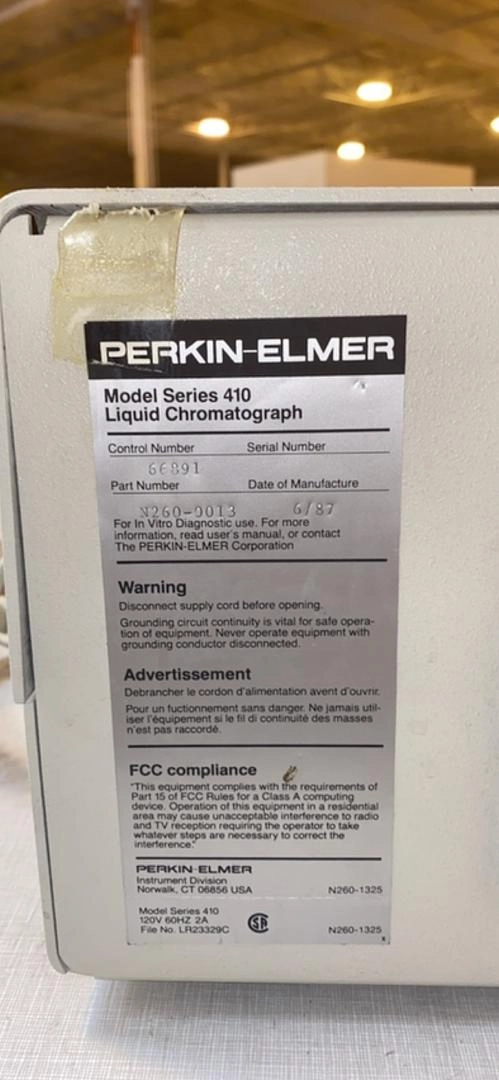 PERKIN-ELMER
Model Series 410
Liquid Chromatograph
Control Number Serial Number
66891
Part Number Date of Manufacture
N260-0013 6/87
For In Vitro Diagnostic use. For more
information, read user's manual, or contact
The PERKIN-ELMER Corporation
Warning
Disconnect supply cord before opening.
Grounding circuit continuity is vital for safe opera-
tion of equipment. Never operate equipment with
grounding conductor disconnected.
Advertissement
Debrancher le cordon d'alimentation avent d'ouvrir.
Pour un fuctionnement sans danger. Ne jamais util-
iser l'équipement si le fil di continuité des masses
n'est pas raccordé.
FCC compliance
"This equipment complies with the requirements of
Part 15 of FCC Rules for a Class A computing
device. Operation of this equipment in a residential
area may cause unacceptable interference to radio
and TV reception requiring the operator to take
whatever steps are necessary to correct the
interference."
PERKIN-ELMER
Instrument Division
Norwalk, CT 06856 USA N260-1325
Model Series 410
120V 60HZ 2A
File No. LR23329C SA N260-1325